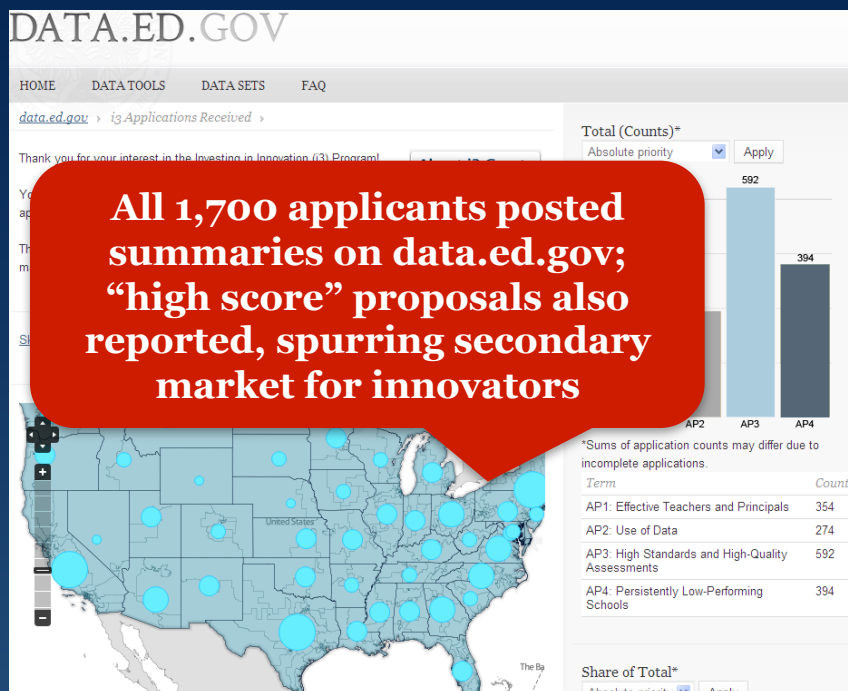 DATA.ED.GOV
HOME DATA TOOLS DATA SETS FAQ
data.ed.gov › i3 Applications Received ›
Thank you for your interest in the Investing in Innovation (i3) Program!
All 1,700 applicants posted
summaries on data.ed.gov;
“high score” proposals also
reported, spurring secondary
market for innovators
United States
The Ba
Total (Counts)*
Absolute priority Apply
592
394
AP2 AP3 AP4
*Sums of application counts may differ due to
incomplete applications.
Term Count
AP1: Effective Teachers and Principals 354
AP2: Use of Data 274
AP3: High Standards and High-Quality 592
Assessments
AP4: Persistently Low-Performing 394
Schools
Share of Total*